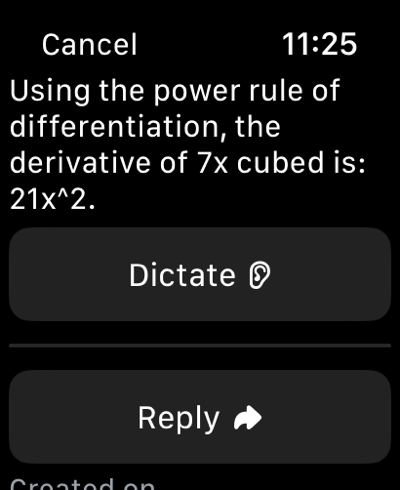 Cancel 11:25
Using the power rule of
differentiation, the
derivative of 7x cubed is:
21x^2.
Dictate
Reply
Created on